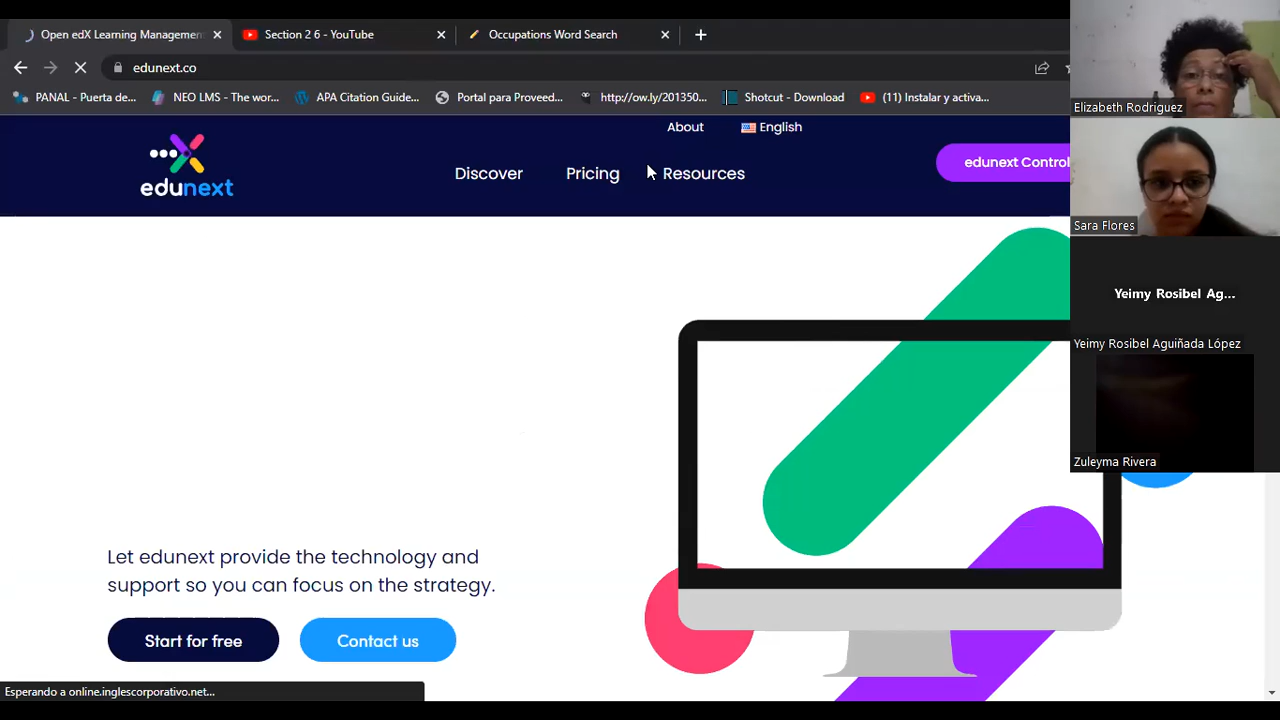 Open edX Learning Managemen
Section 2 6 - YouTube
Occupations Word Search
edunext.co
PANAL - Puerta de...
NEO LMS - The wor...
APA Citation Guide...
Portal para Proveed...
http://ow.ly/201350...
Shotcut - Download
(11) Instalar y activa...
About
English
edunext
Discover
Pricing
Resources
edunext Control
Let edunext provide the technology and
support so you can focus on the strategy.
Start for free
Contact us
Esperando a online.inglescorporativo.net...
Elizabeth Rodriguez
Sara Flores
Yeimy Rosibel Ag...
Yeimy Rosibel Aguiñada López
Zuleyma Rivera